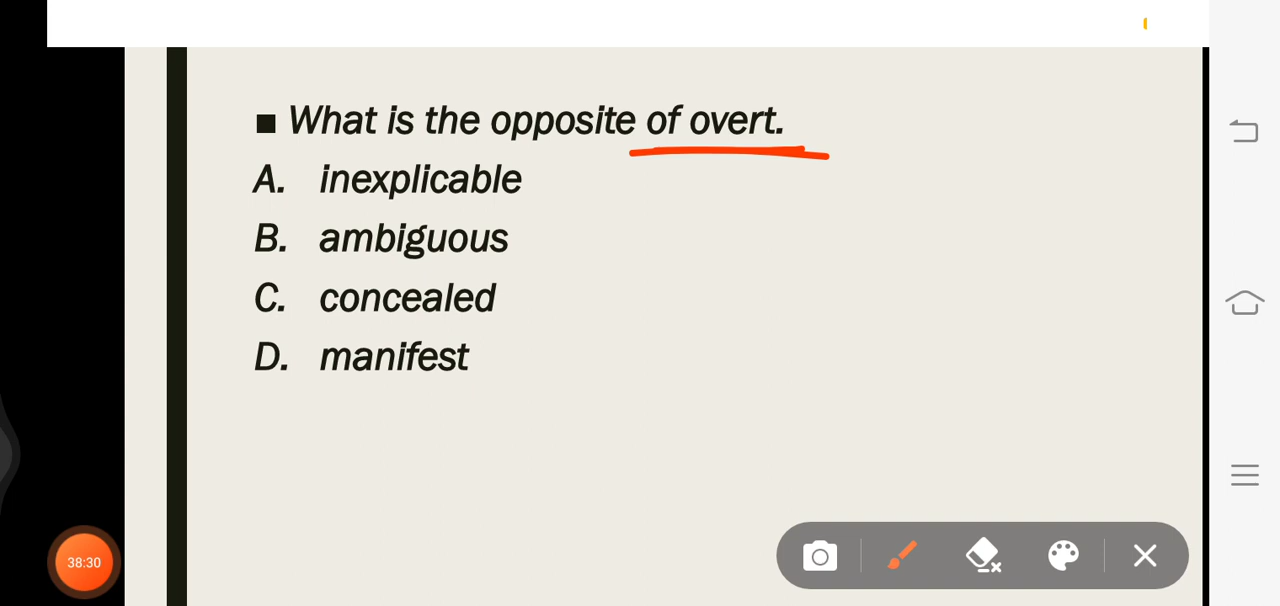 ■ What is the opposite of overt.
A. inexplicable
B. ambiguous
C. concealed
D. manifest
38:30